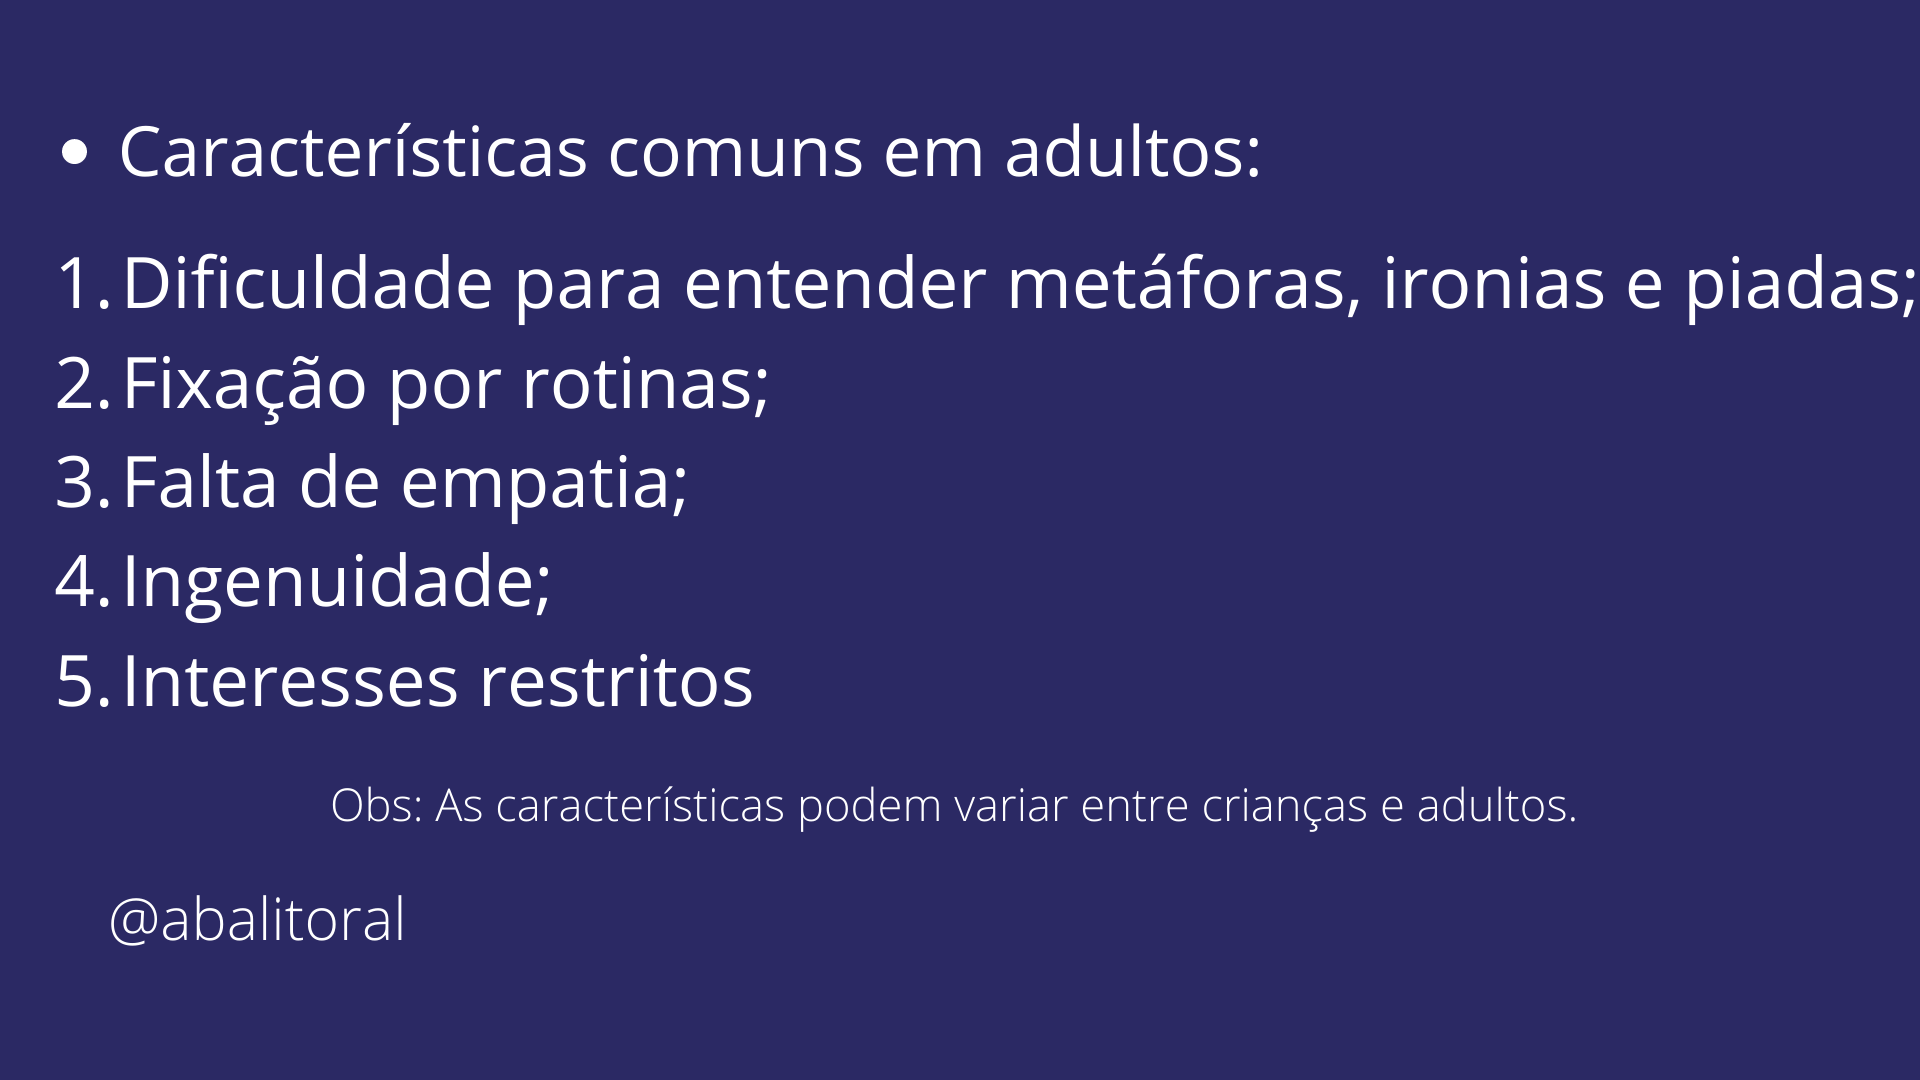 • Características comuns em adultos:
1. Dificuldade para entender metáforas, ironias e piadas;
2. Fixação por rotinas;
3. Falta de empatia;
4. Ingenuidade;
5. Interesses restritos
Obs: As características podem variar entre crianças e adultos.
@abalitoral